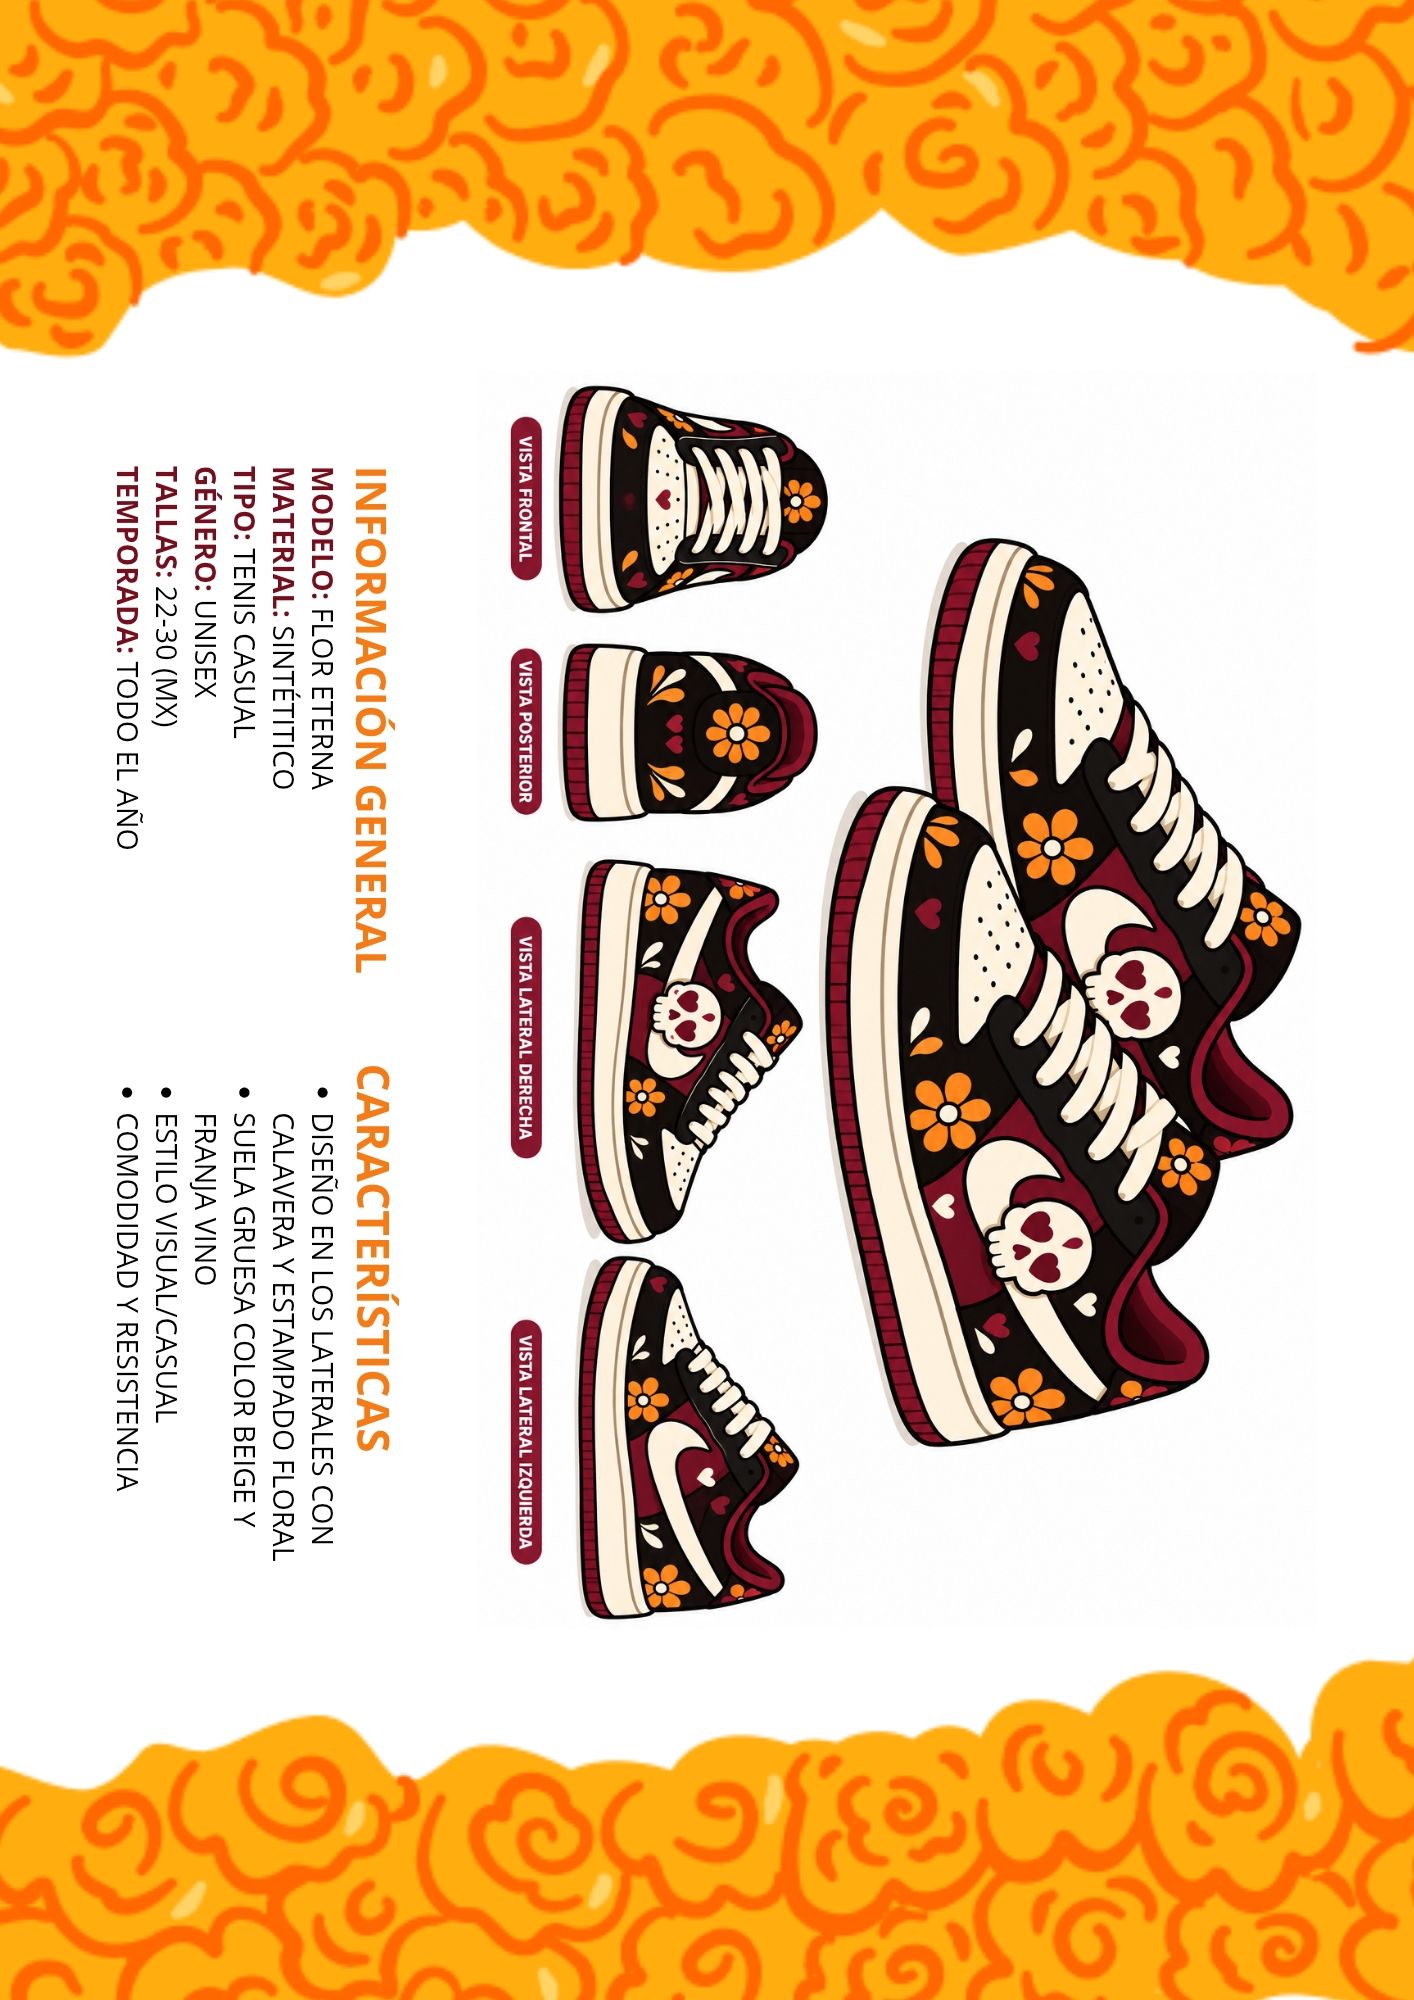 VISTA FRONTAL
VISTA POSTERIOR
VISTA LATERAL DERECHA
VISTA LATERAL IZQUIERDA
INFORMACIÓN GENERAL
MODELO: FLOR ETERNA
MATERIAL: SINTÉTITICO
TIPO: TENIS CASUAL
GÉNERO: UNISEX
TALLAS: 22-30 (MX)
TEMPORADA: TODO EL AÑO
CARACTERÍSTICAS
• DISEÑO EN LOS LATERALES CON
CALAVERA Y ESTAMPADO FLORAL
• SUELA GRUESA COLOR BEIGE Y
FRANJA VINO
• ESTILO VISUAL/CASUAL
• COMODIDAD Y RESISTENCIA